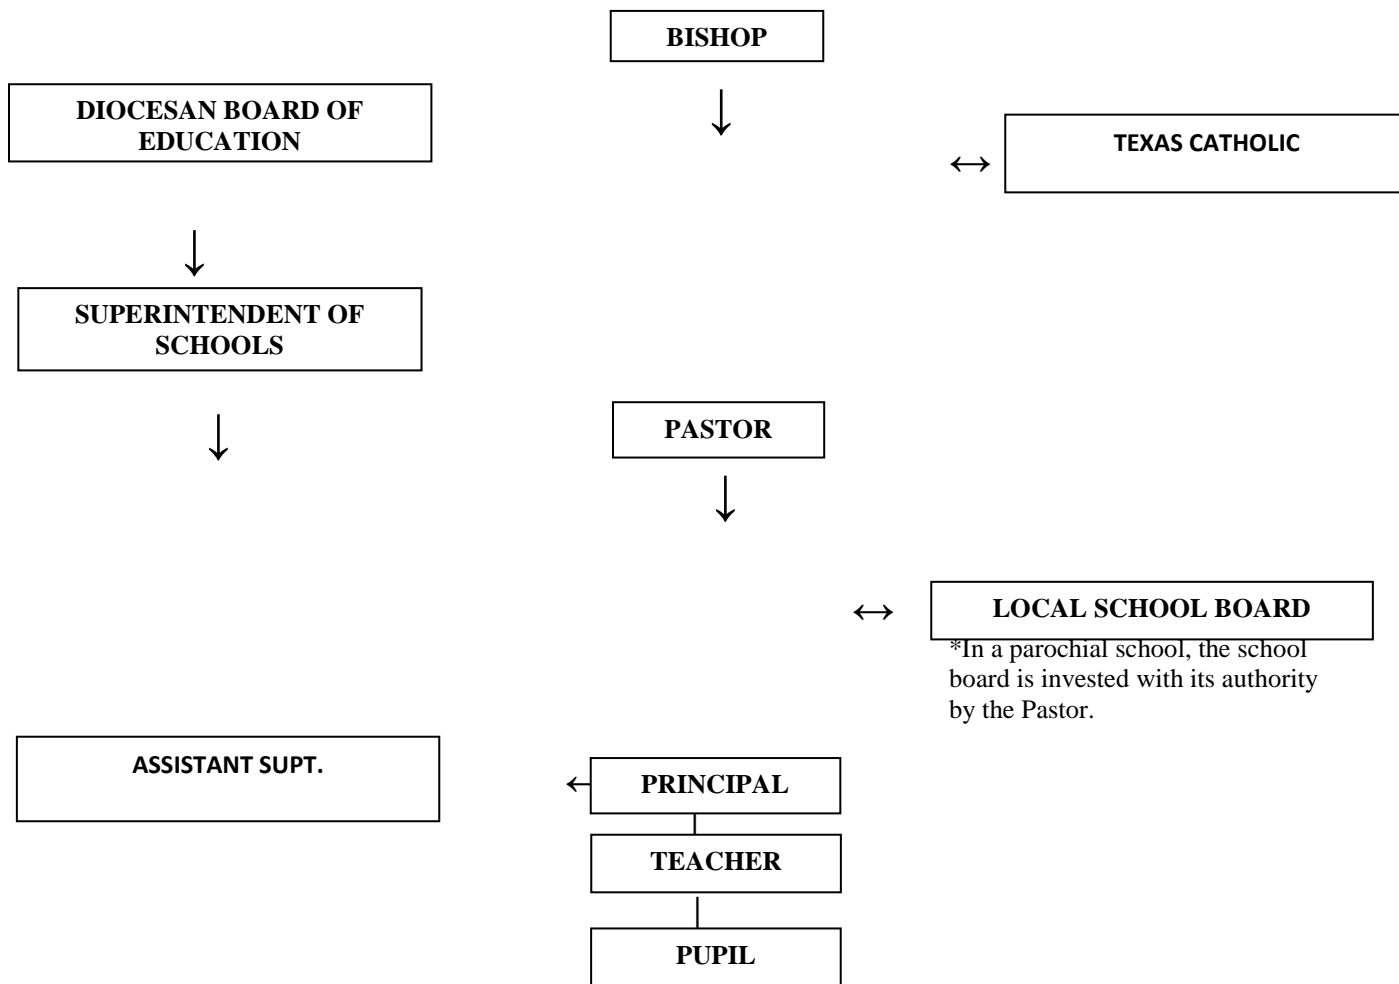 BISHOP
DIOCESAN BOARD OF
EDUCATION
TEXAS CATHOLIC
SUPERINTENDENT OF
SCHOOLS
PASTOR
LOCAL SCHOOL BOARD
*In a parochial school, the school
board is invested with its authority
by the Pastor.
ASSISTANT SUPT.
PRINCIPAL
TEACHER
PUPIL